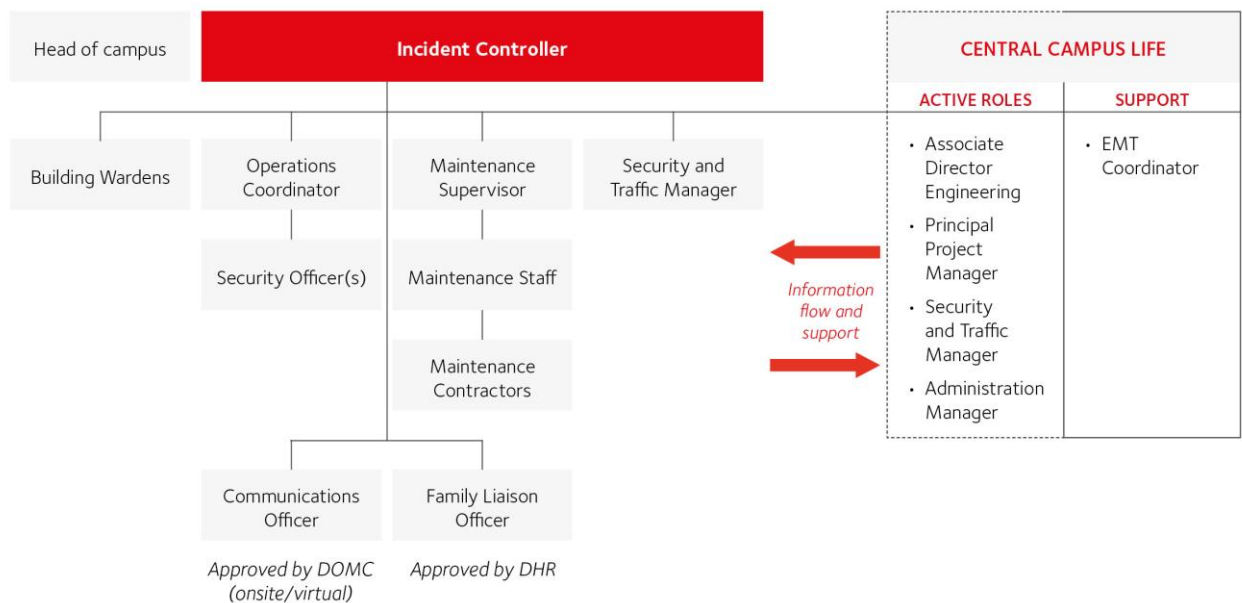 Head of campus
Incident Controller
CENTRAL CAMPUS LIFE
ACTIVE ROLES
SUPPORT
Building Wardens
Operations
Coordinator
Maintenance
Supervisor
Security and
Traffic Manager
• Associate
Director
Engineering
• Principal
Project
Manager
• Security
and Traffic
Manager
• Administration
Manager
• EMT
Coordinator
Security Officer(s)
Maintenance Staff
Information
flow and
support
Maintenance
Contractors
Communications
Officer
Family Liaison
Officer
Approved by DOMC
(onsite/virtual)
Approved by DHR